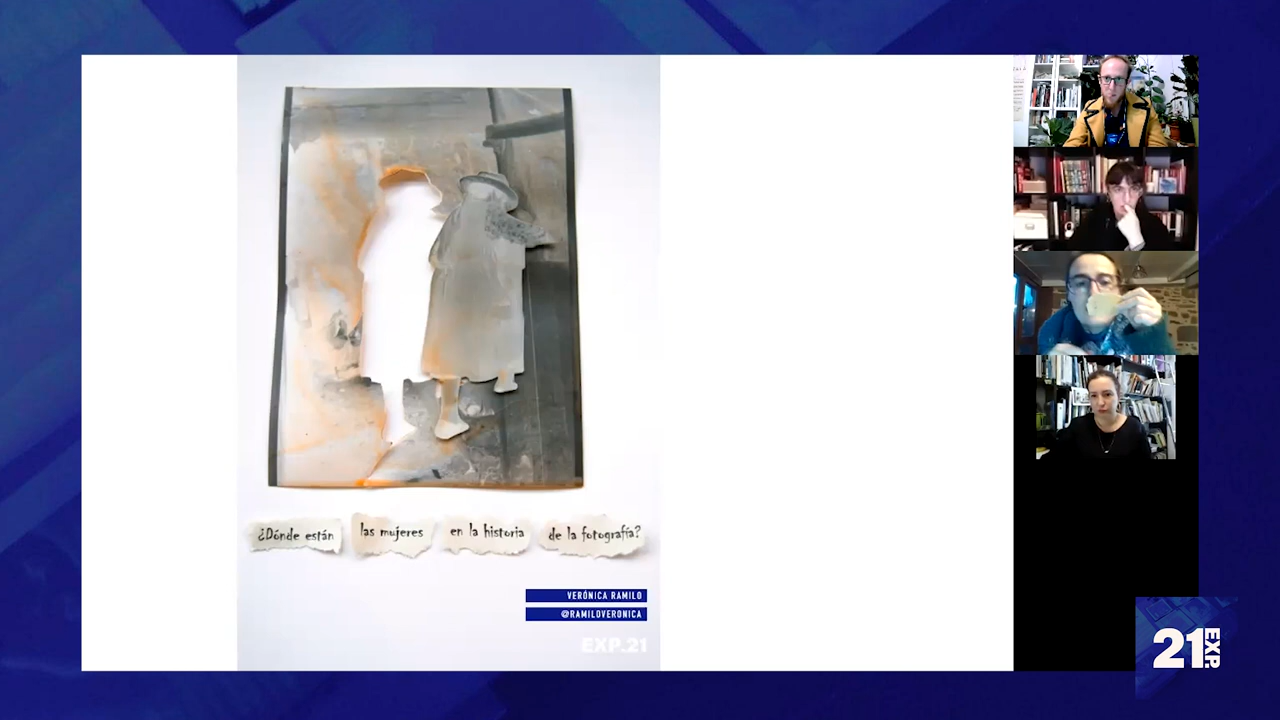 ¿Dónde están las mujeres en la historia de la fotografía?
VERÓNICA RAMILO
@RAMILOVERONICA
EXP.21
21 EXP.